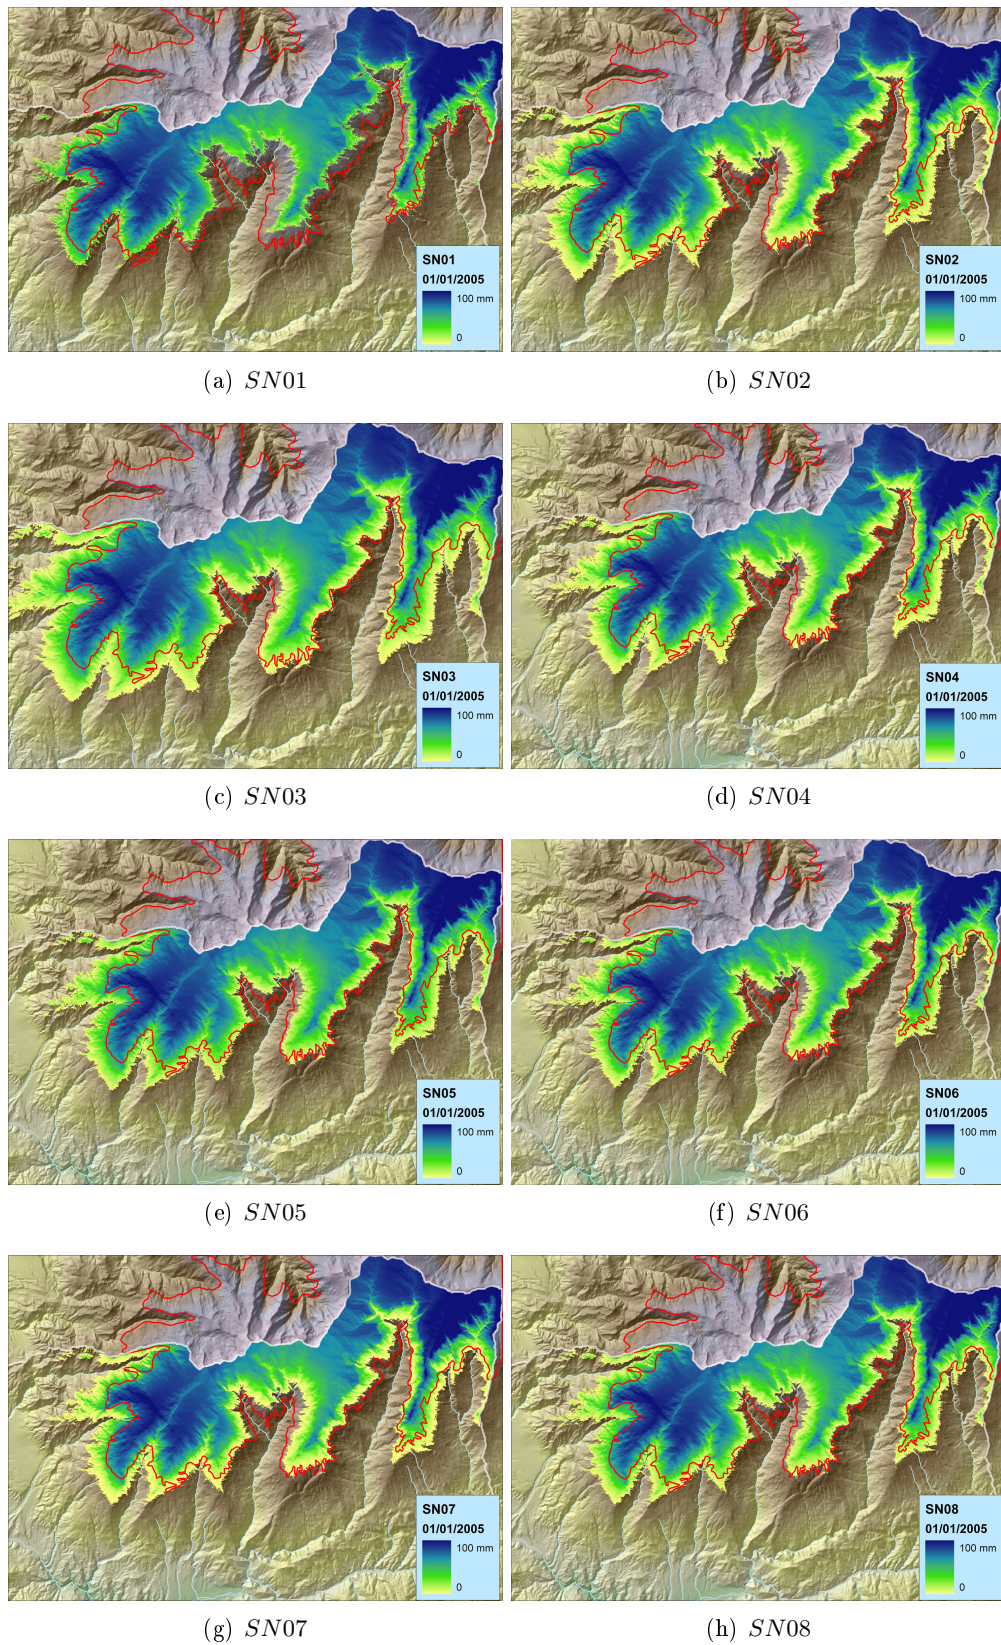 SN01
01/01/2005
100 mm
0
(a) SN01
SN02
01/01/2005
100 mm
0
(b) SN02
SN03
01/01/2005
100 mm
0
(c) SN03
SN04
01/01/2005
100 mm
0
(d) SN04
SN05
01/01/2005
100 mm
0
(e) SN05
SN06
01/01/2005
100 mm
0
(f) SN06
SN07
01/01/2005
100 mm
0
(g) SN07
SN08
01/01/2005
100 mm
0
(h) SN08